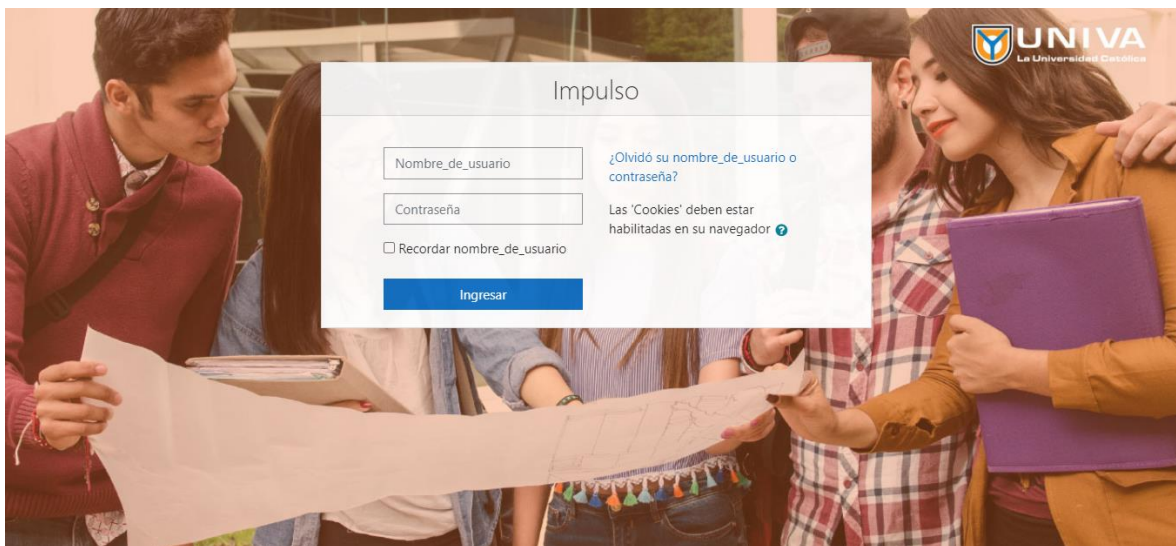 UNIVA
La Universidad Católica
Impulso
Nombre_de_usuario
Contraseña
Recordar nombre_de_usuario
Ingresar
¿Olvidó su nombre_de_usuario o
contraseña?
Las 'Cookies' deben estar
habilitadas en su navegador ?